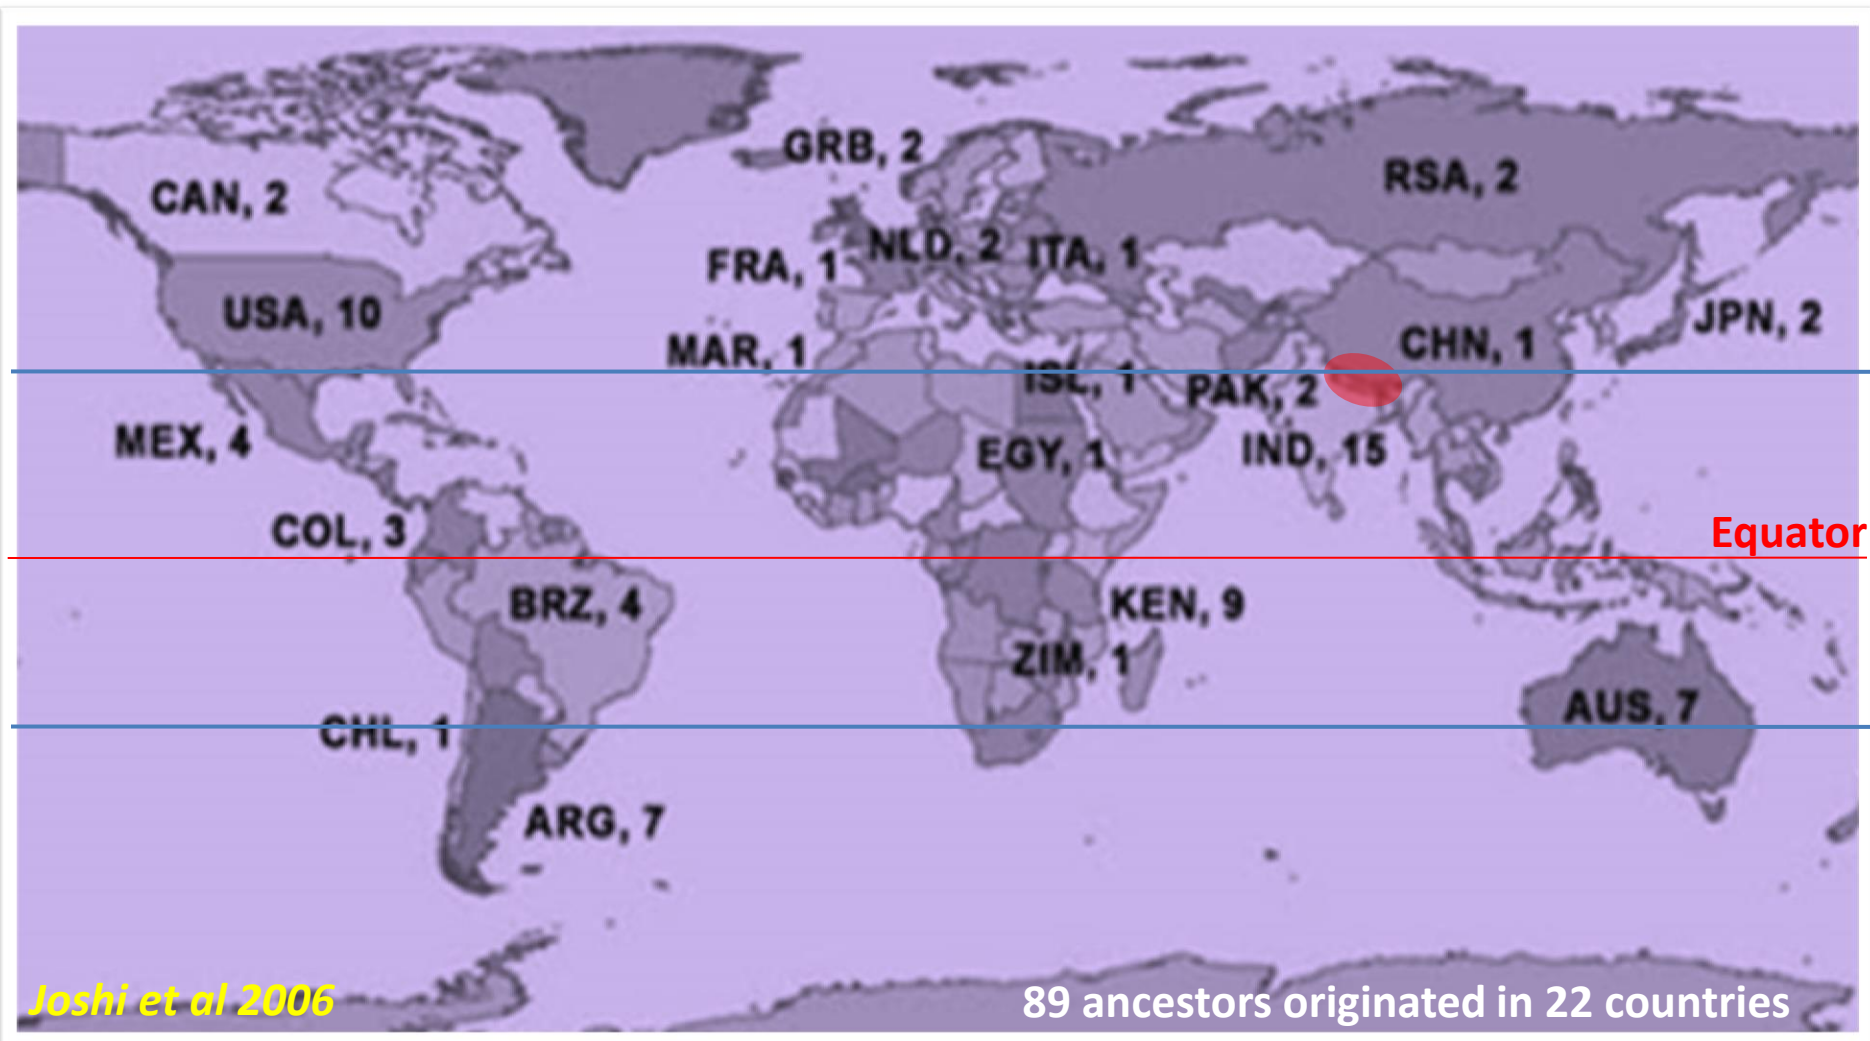 GRB, 2
RSA, 2
CAN, 2
FRA, 1
NLD, 2
ITA, 1
USA, 10
JPN, 2
MAR, 1
CHN, 1
ISL, 1
PAK, 2
MEX, 4
EGY, 1
IND, 15
COL, 3
Equator
BRZ, 4
KEN, 9
ZIM, 1
AUS, 7
CHL, 1
ARG, 7
Joshi et al 2006
89 ancestors originated in 22 countries